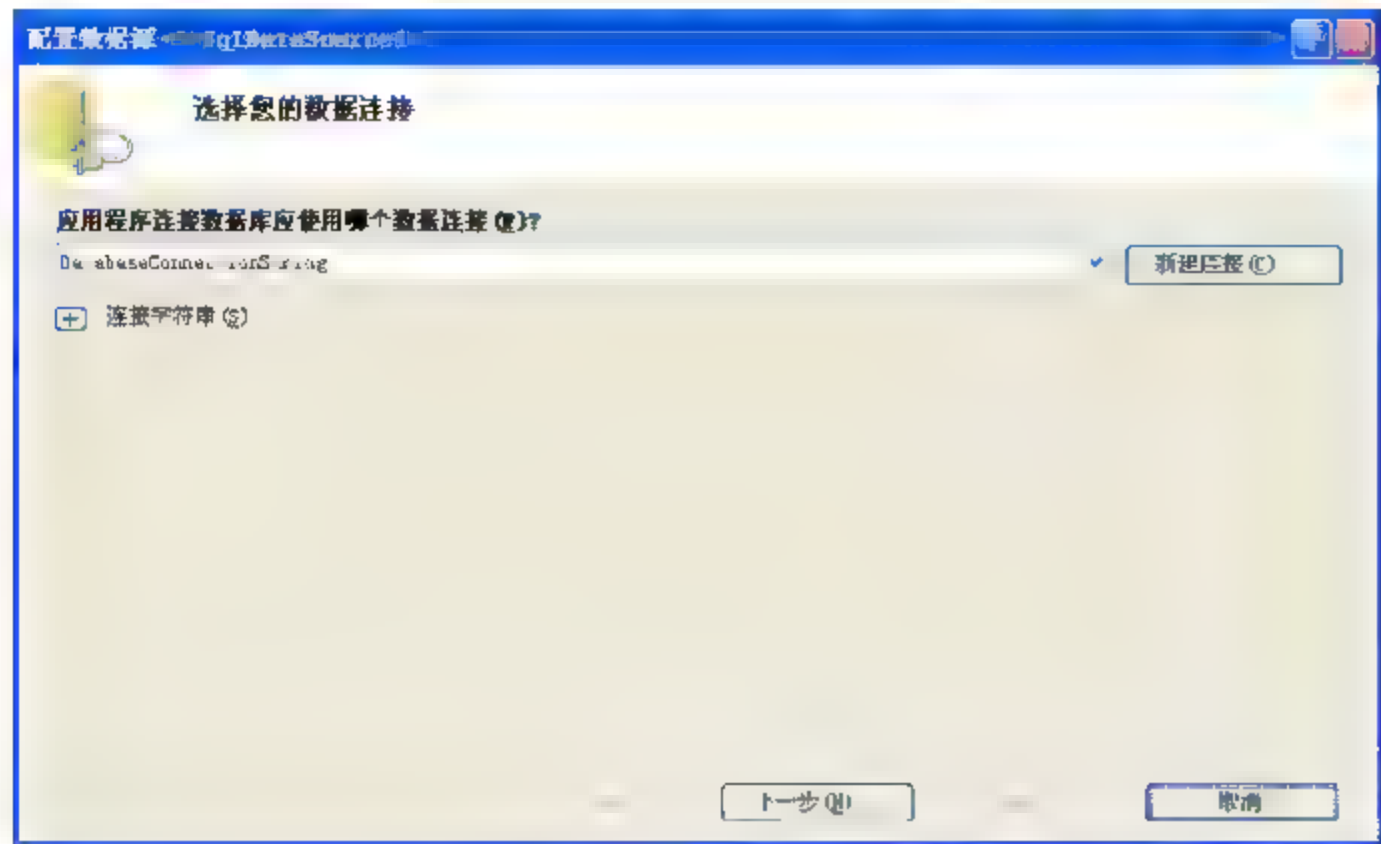 配置数据源 - SqlDataSource1
选择您的数据连接
应用程序连接数据库应使用哪个数据连接(W)?
DatabaseConnectionString
新建连接(C)
连接字符串(S)
下一步(N)
取消